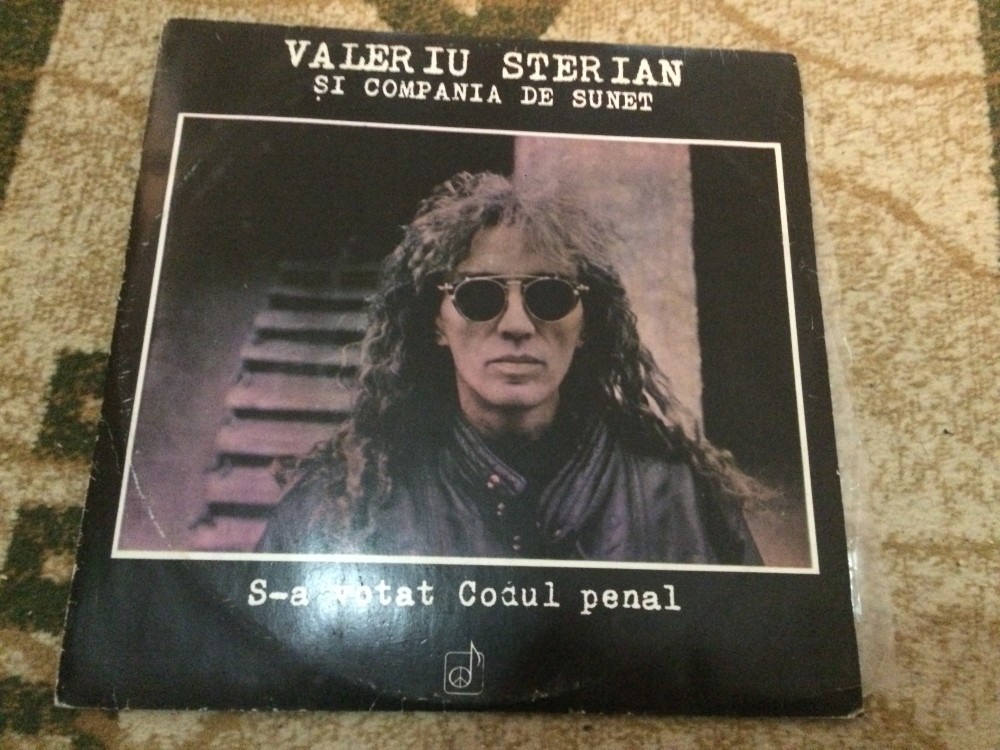 VALERIU STERIAN
ȘI COMPANIA DE SUNET
S-a votat Codul penal